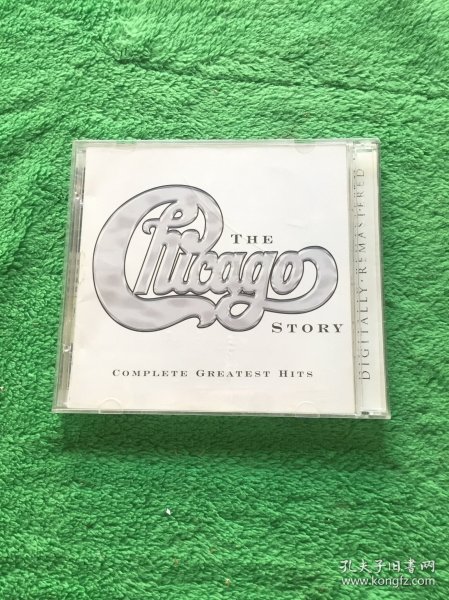 THE
Chicago
STORY
COMPLETE GREATEST HITS
DIGITALLY·REMASTERED
孔夫子旧书网
www.kongfz.com